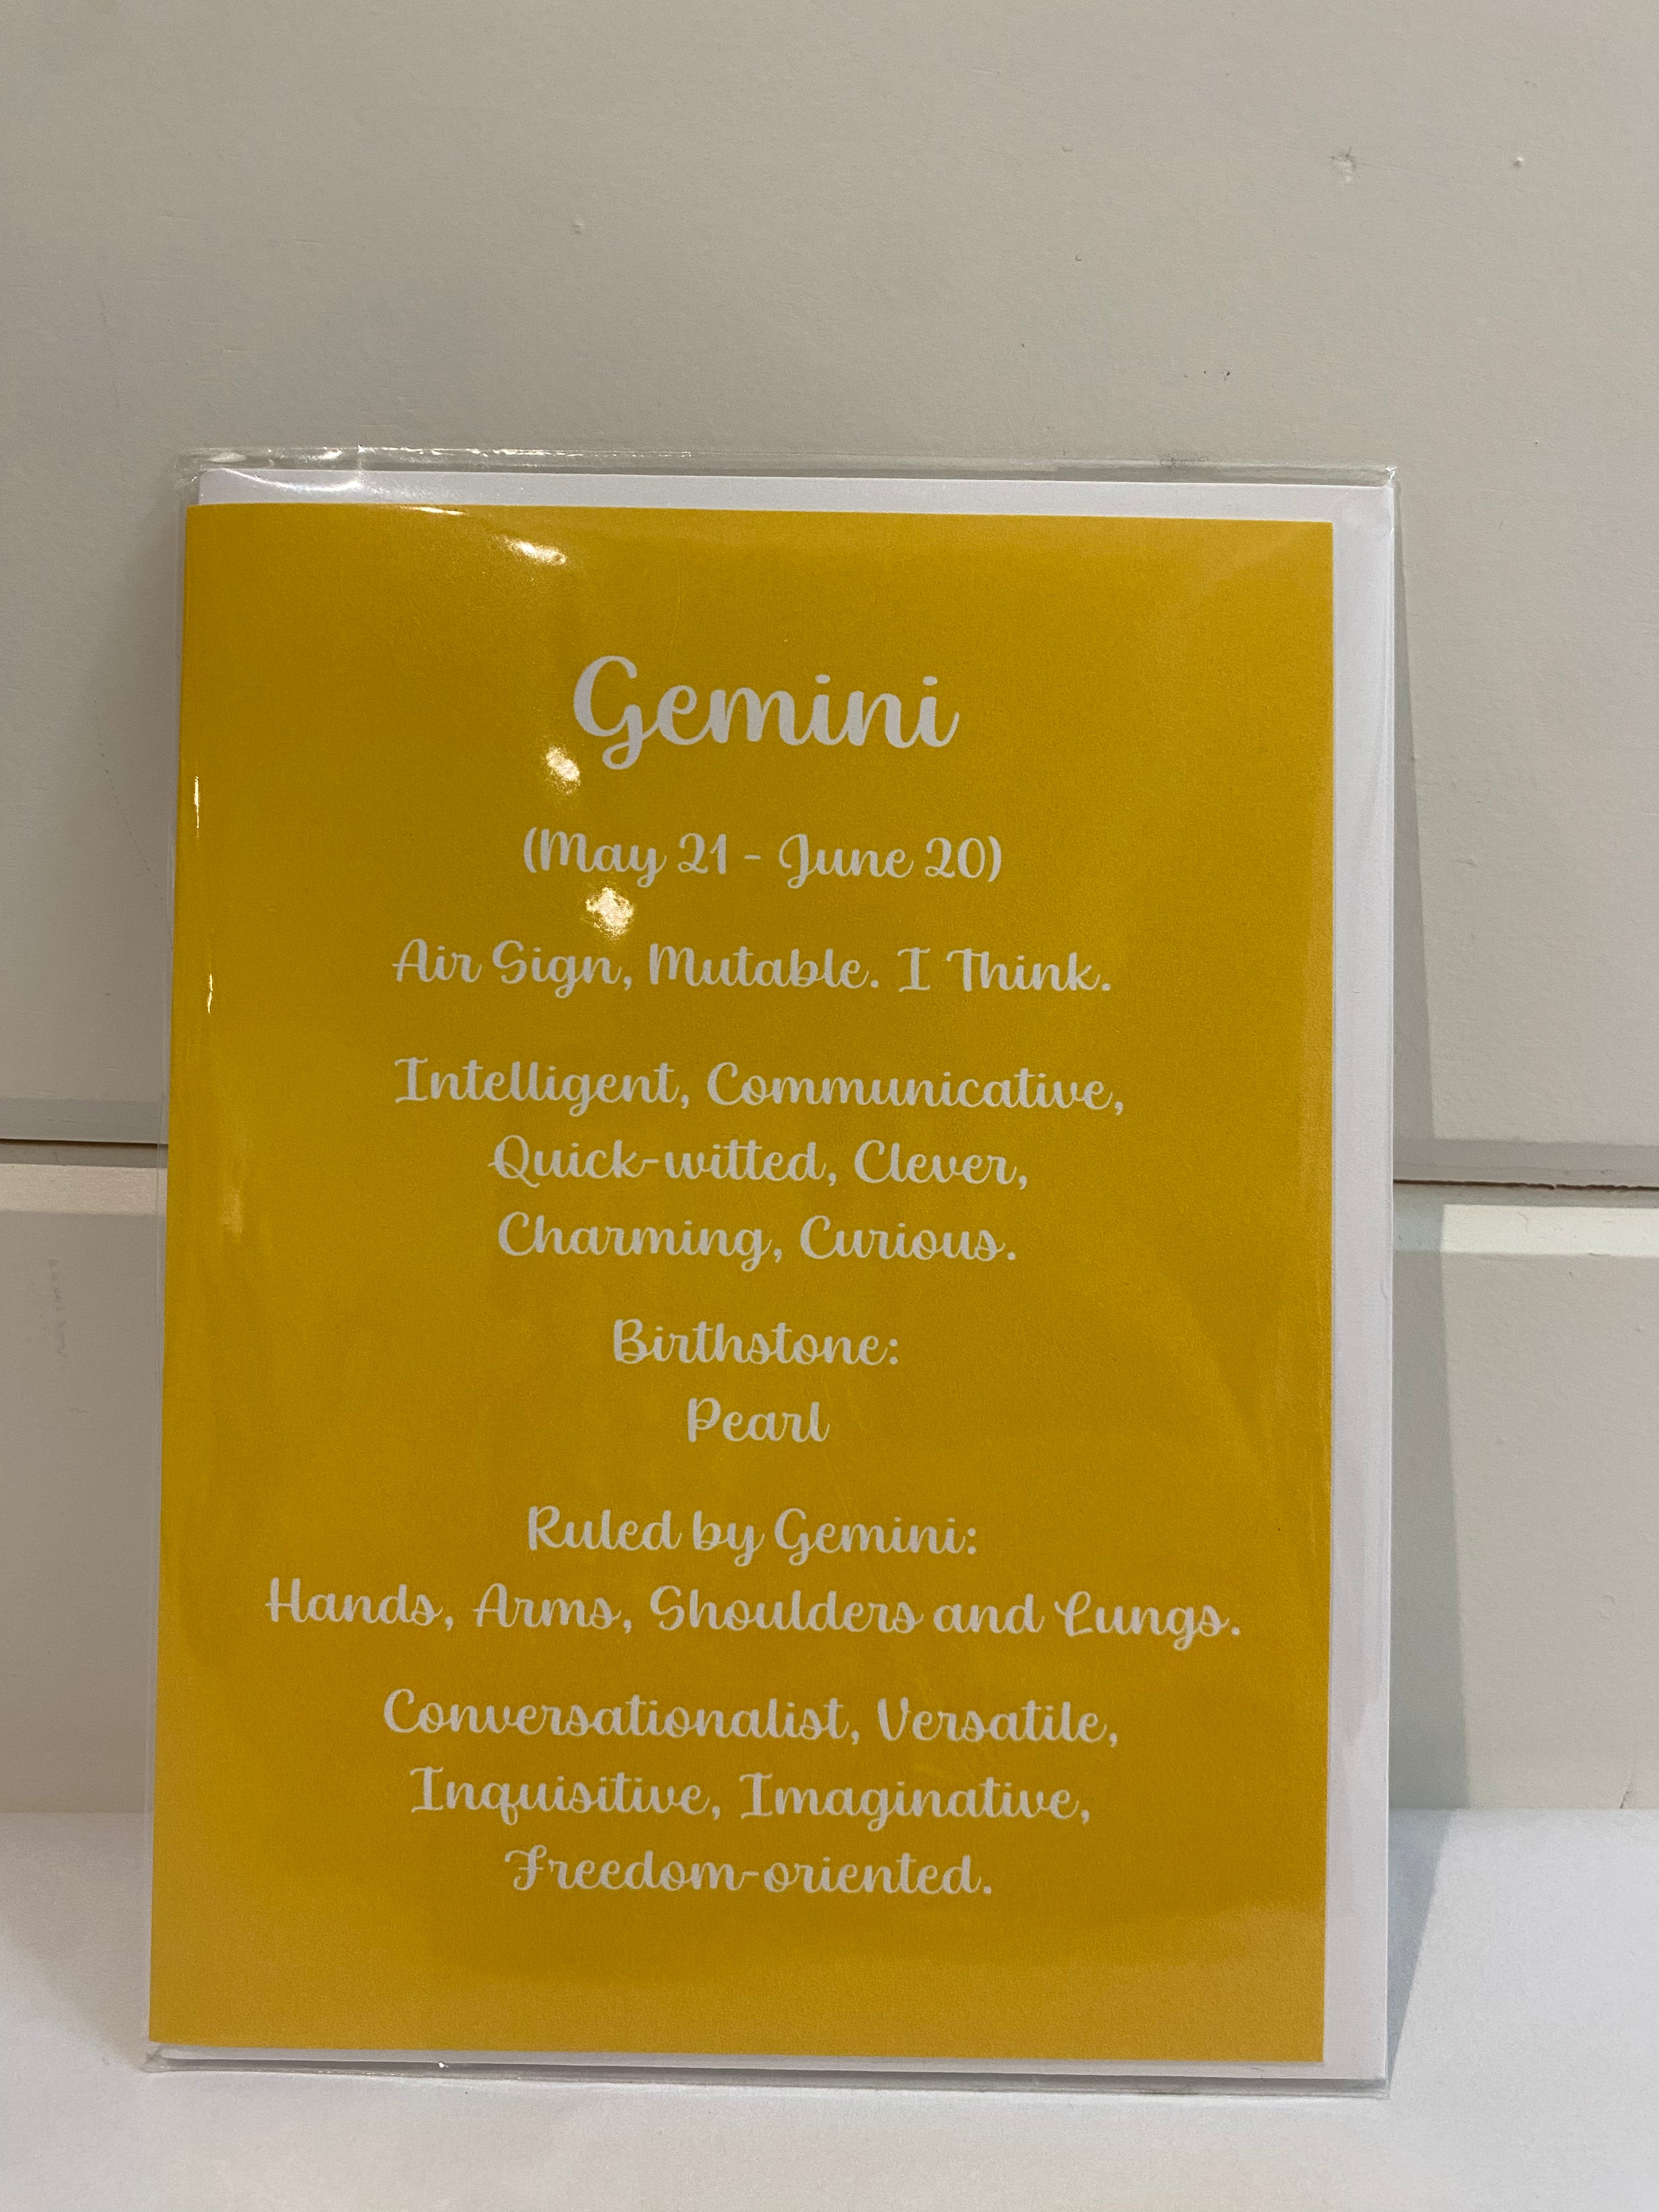 Gemini
(May 21 - June 20)
Air Sign, Mutable. I Think.
Intelligent, Communicative,
Quick-witted, Clever,
Charming, Curious.
Birthstone:
Pearl
Ruled by Gemini:
Hands, Arms, Shoulders and Lungs.
Conversationalist, Versatile,
Inquisitive, Imaginative,
Freedom-oriented.